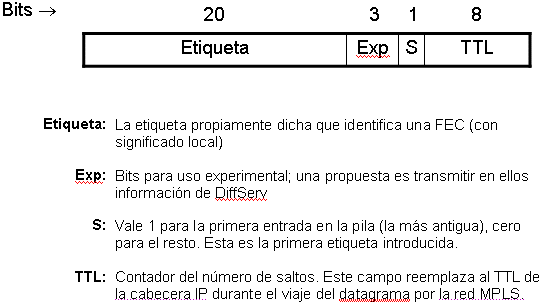 Bits →
20 3 1 8
Etiqueta Exp S TTL
Etiqueta: La etiqueta propiamente dicha que identifica una FEC (con
significado local)
Exp: Bits para uso experimental; una propuesta es transmitir en ellos
información de DiffServ
S: Vale 1 para la primera entrada en la pila (la más antigua), cero
para el resto. Esta es la primera etiqueta introducida.
TTL: Contador del número de saltos. Este campo reemplaza al TTL de
la cabecera IP durante el viaje del datagrama por la red MPLS.